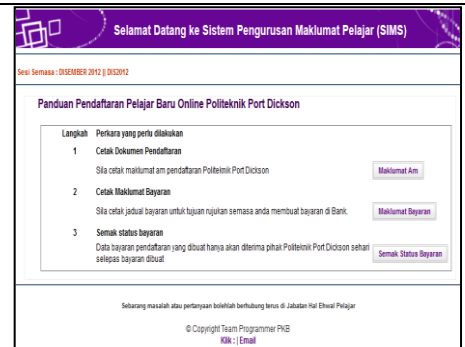 Selamat Datang ke Sistem Pengurusan Maklumat Pelajar (SIMS)
Sesi Semasa : DISEMBER 2012 || DIS2012
Panduan Pendaftaran Pelajar Baru Online Politeknik Port Dickson
Langkah Perkara yang perlu dilakukan
1 Cetak Dokumen Pendaftaran
Sila cetak maklumat am pendaftaran Politeknik Port Dickson Maklumat Am
2 Cetak Maklumat Bayaran
Sila cetak jadual bayaran untuk tujuan rujukan semasa anda membuat bayaran di Bank. Maklumat Bayaran
3 Semak status bayaran
Data bayaran pendaftaran yang dibuat hanya akan diterima pihak Politeknik Port Dickson sehari
selepas bayaran dibuat Semak Status Bayaran
Sebarang masalah atau pertanyaan bolehlah berhubung terus di Jabatan Hal Ehwal Pelajar
© Copyright Team Programmer PKB
Klik : | Email